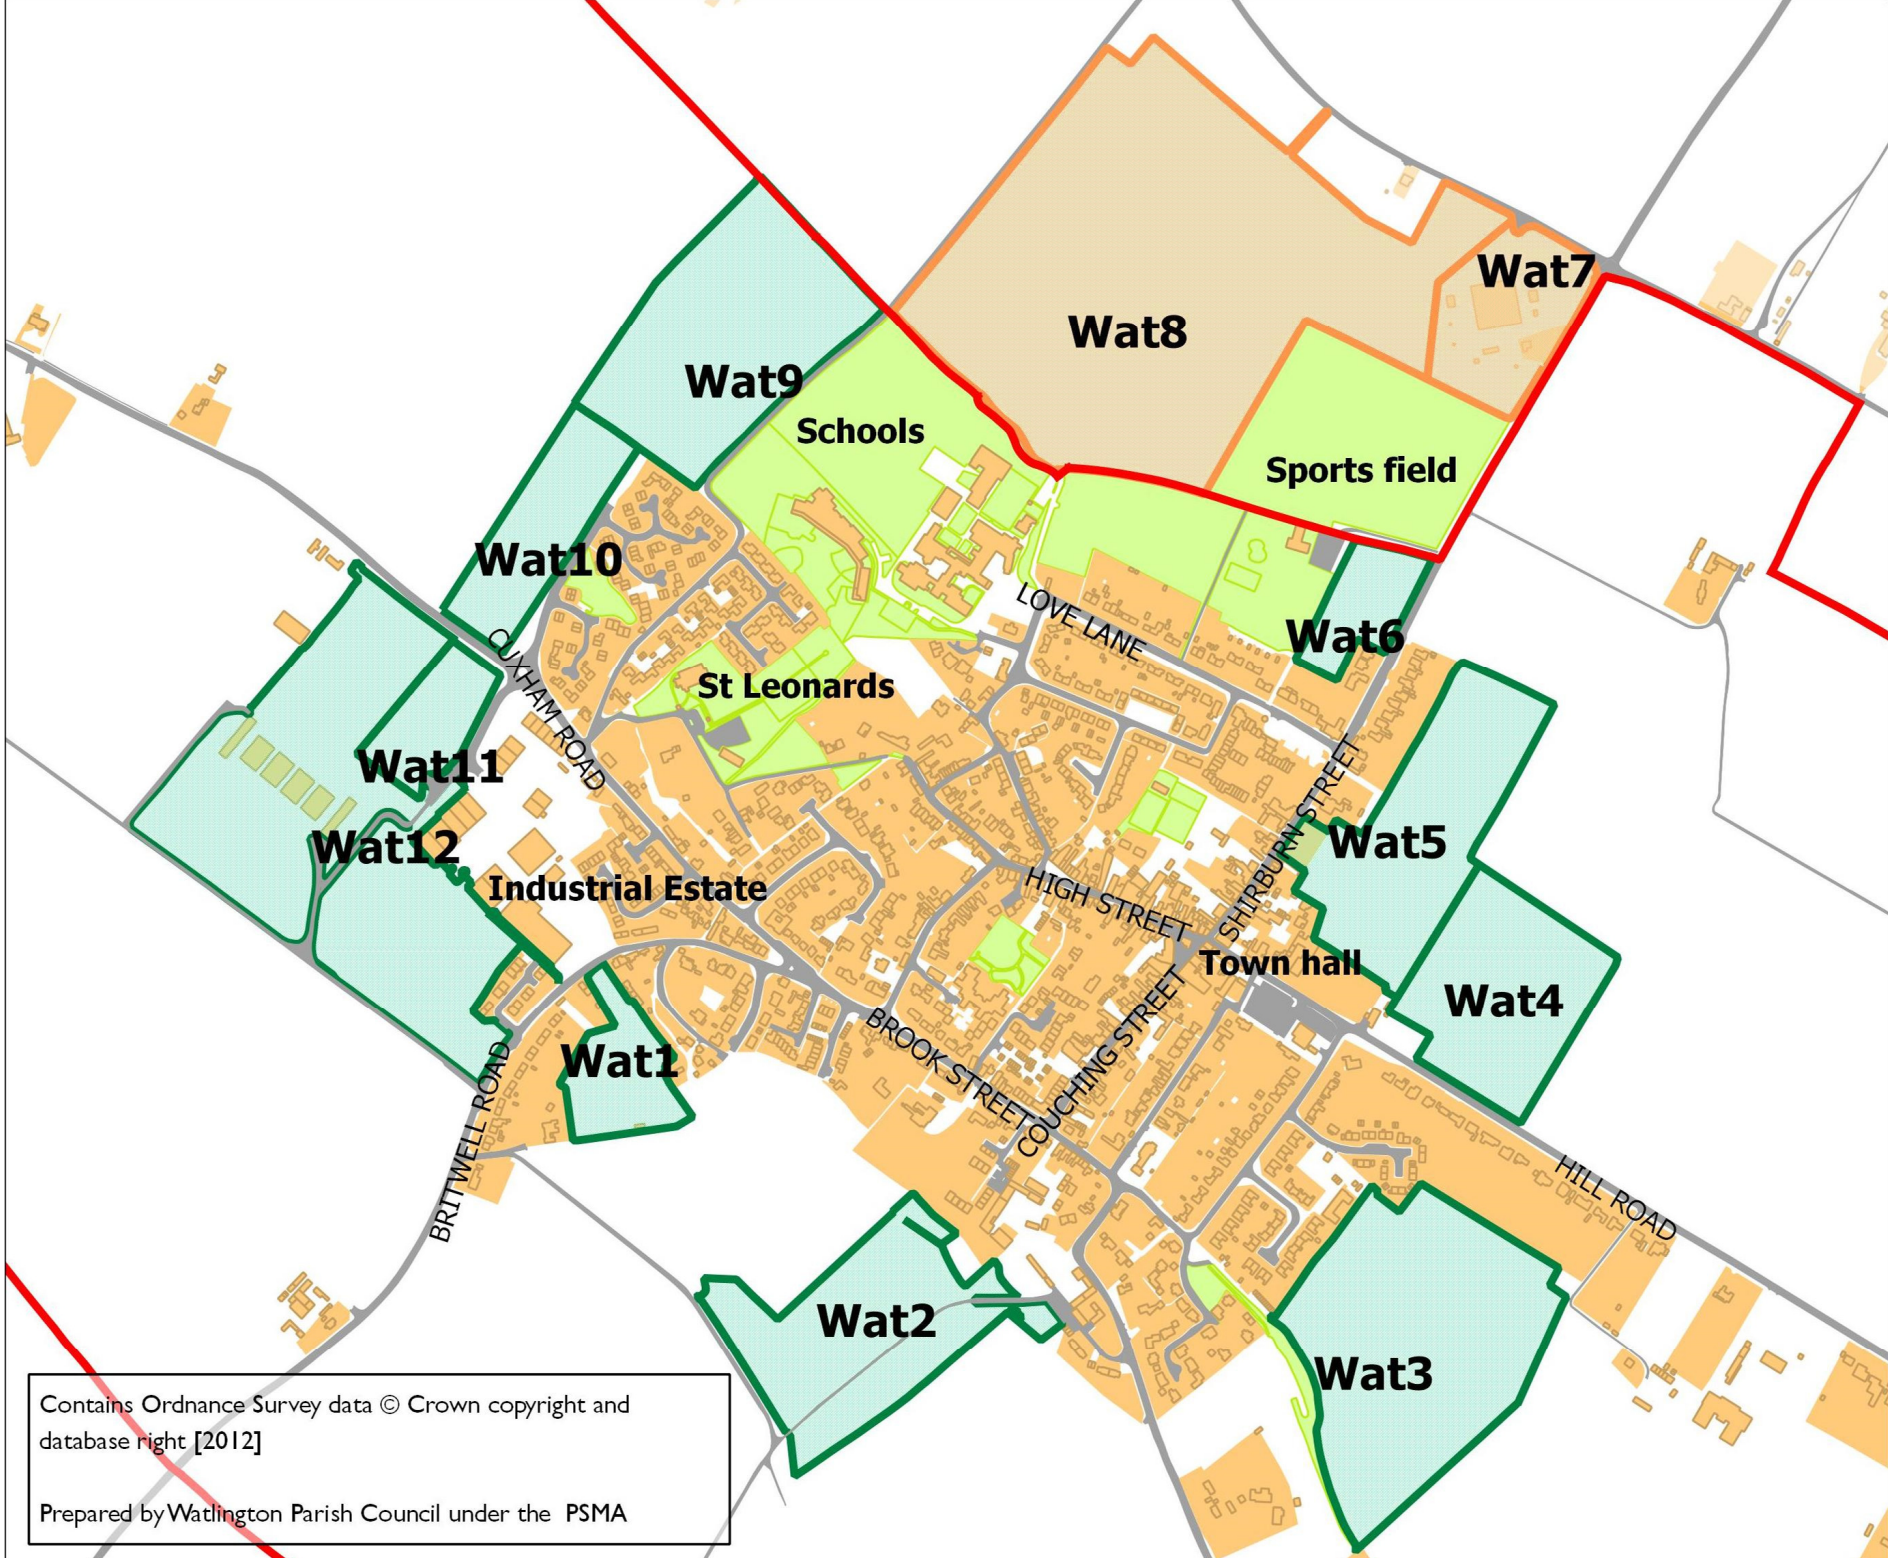 Wat7
Wat8
Wat9
Schools
Sports field
Wat10
LOVE LANE
Wat6
CUXHAM ROAD
St Leonards
Wat11
SHIRBURN STREET
Wat5
Wat12
Industrial Estate
HIGH STREET
Town hall
Wat4
Wat1
BROOK STREET
COUCHING STREET
BRITWELL ROAD
HILL ROAD
Wat2
Wat3
Contains Ordnance Survey data © Crown copyright and
database right [2012]
Prepared by Watlington Parish Council under the PSMA